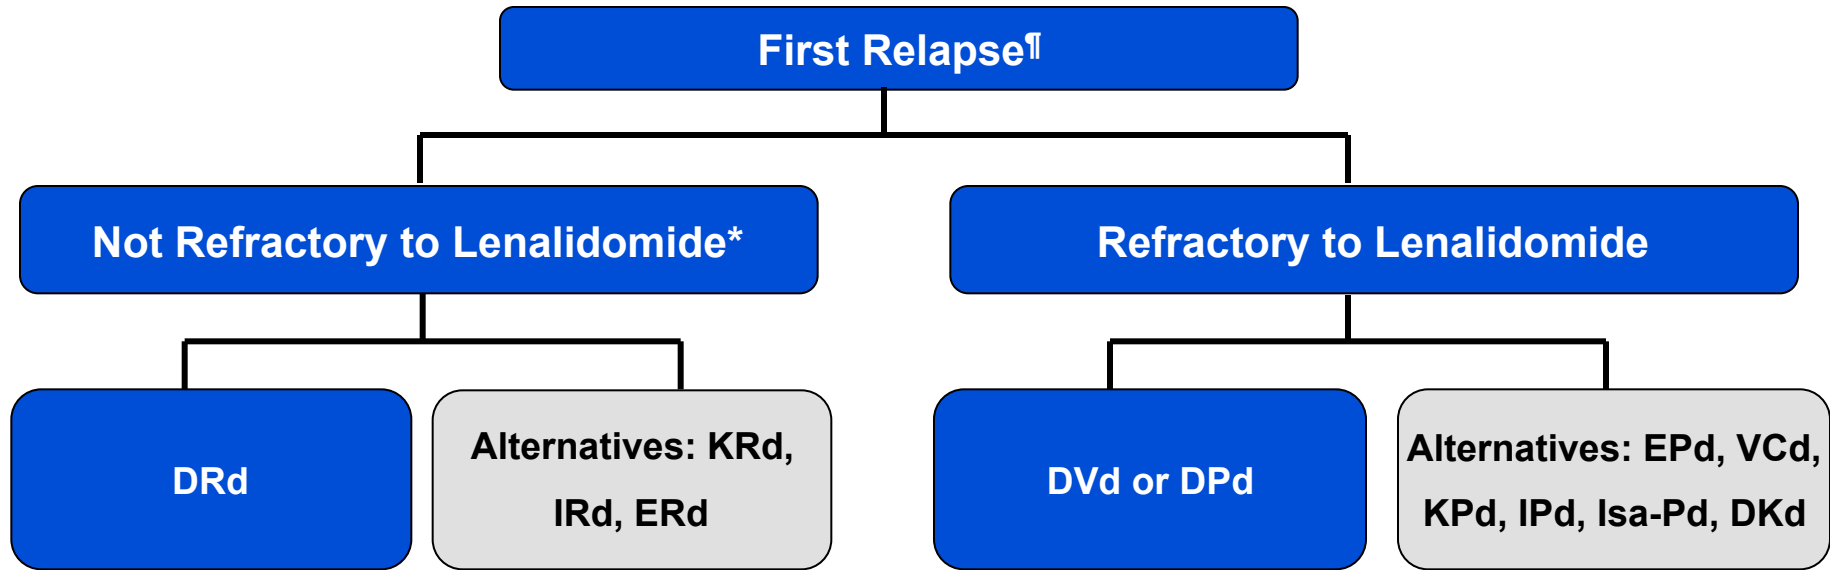 First Relapse¶
Not Refractory to Lenalidomide*
Refractory to Lenalidomide
DRd
Alternatives: KRd,
IRd, ERd
DVd or DPd
Alternatives: EPd, VCd,
KPd, IPd, Isa-Pd, DKd